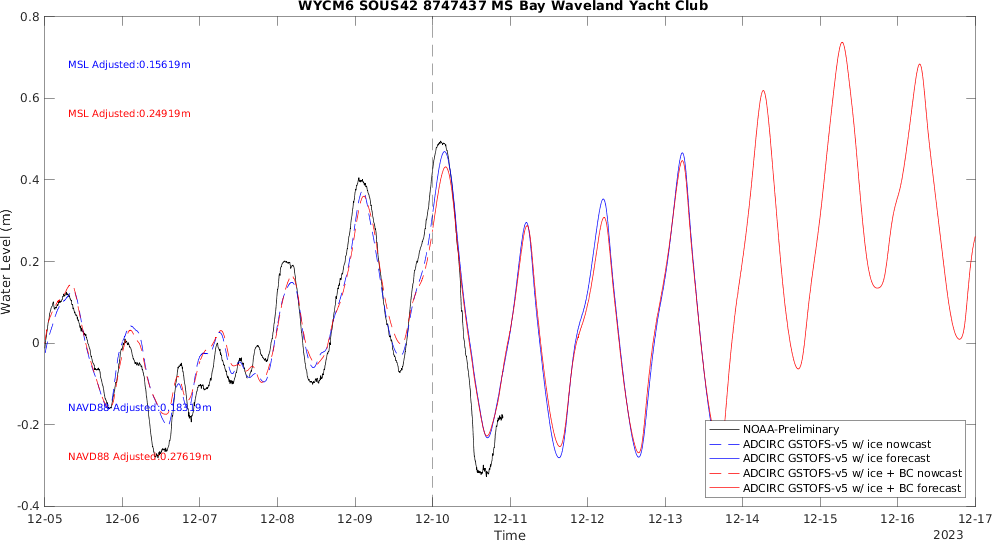 WYCM6 SOUS42 8747437 MS Bay Waveland Yacht Club
0.8
MSL Adjusted:0.15619m
0.6
MSL Adjusted:0.24919m
0.4
Water Level (m)
0.2
0
NAVD88 Adjusted:0.18319m
-0.2
NAVD88 Adjusted:0.27619m
-0.4
NOAA-Preliminary
ADCIRC GSTOFS-v5 w/ ice nowcast
ADCIRC GSTOFS-v5 w/ ice forecast
ADCIRC GSTOFS-v5 w/ ice + BC nowcast
ADCIRC GSTOFS-v5 w/ ice + BC forecast
12-05 12-06 12-07 12-08 12-09 12-10 12-11 12-12 12-13 12-14 12-15 12-16 12-17
Time
2023